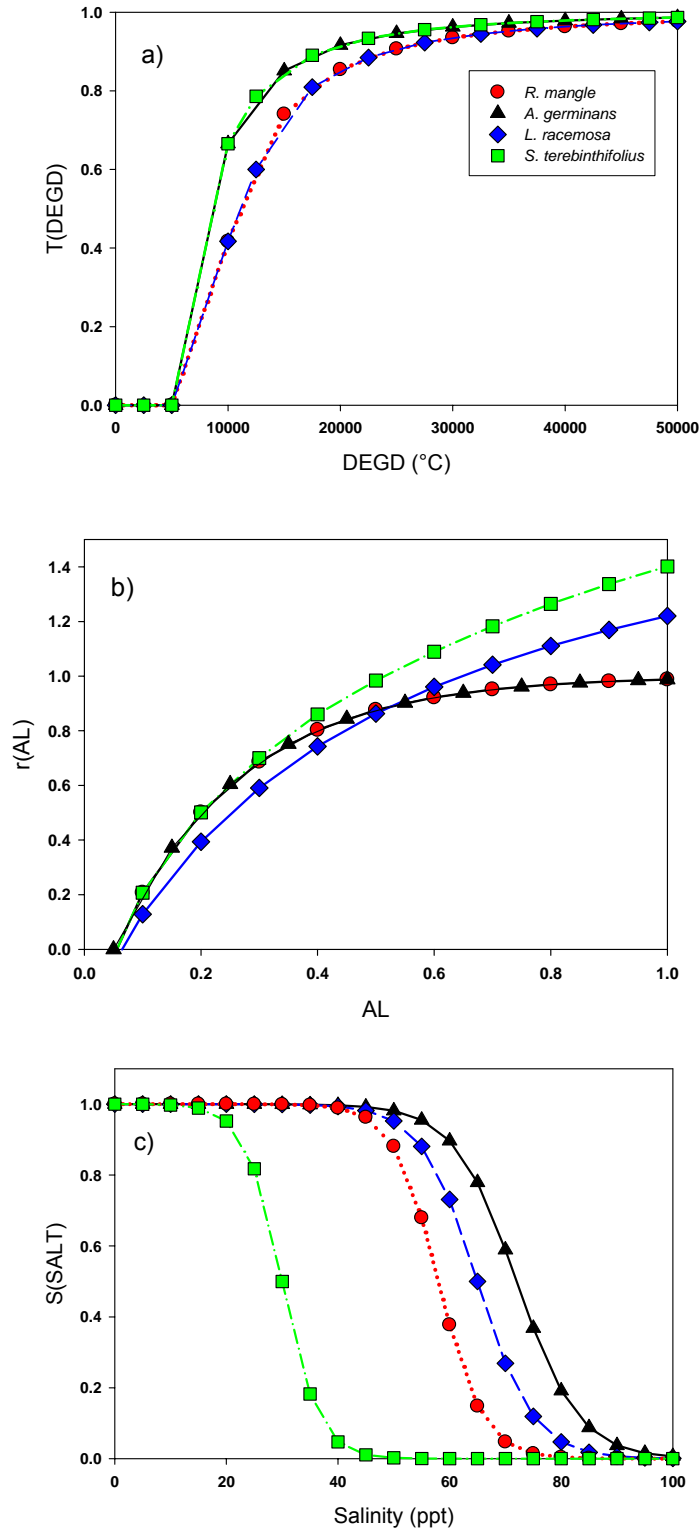 a)
T(DEGD)
1.0
0.8
0.6
0.4
0.2
0.0
R. mangle
A. germinans
L. racemosa
S. terebinthifolius
0 10000 20000 30000 40000 50000
DEGD (°C)
b)
r(AL)
1.4
1.2
1.0
0.8
0.6
0.4
0.2
0.0
0.0 0.2 0.4 0.6 0.8 1.0
AL
c)
S(SALT)
1.0
0.8
0.6
0.4
0.2
0.0
0 20 40 60 80 100
Salinity (ppt)